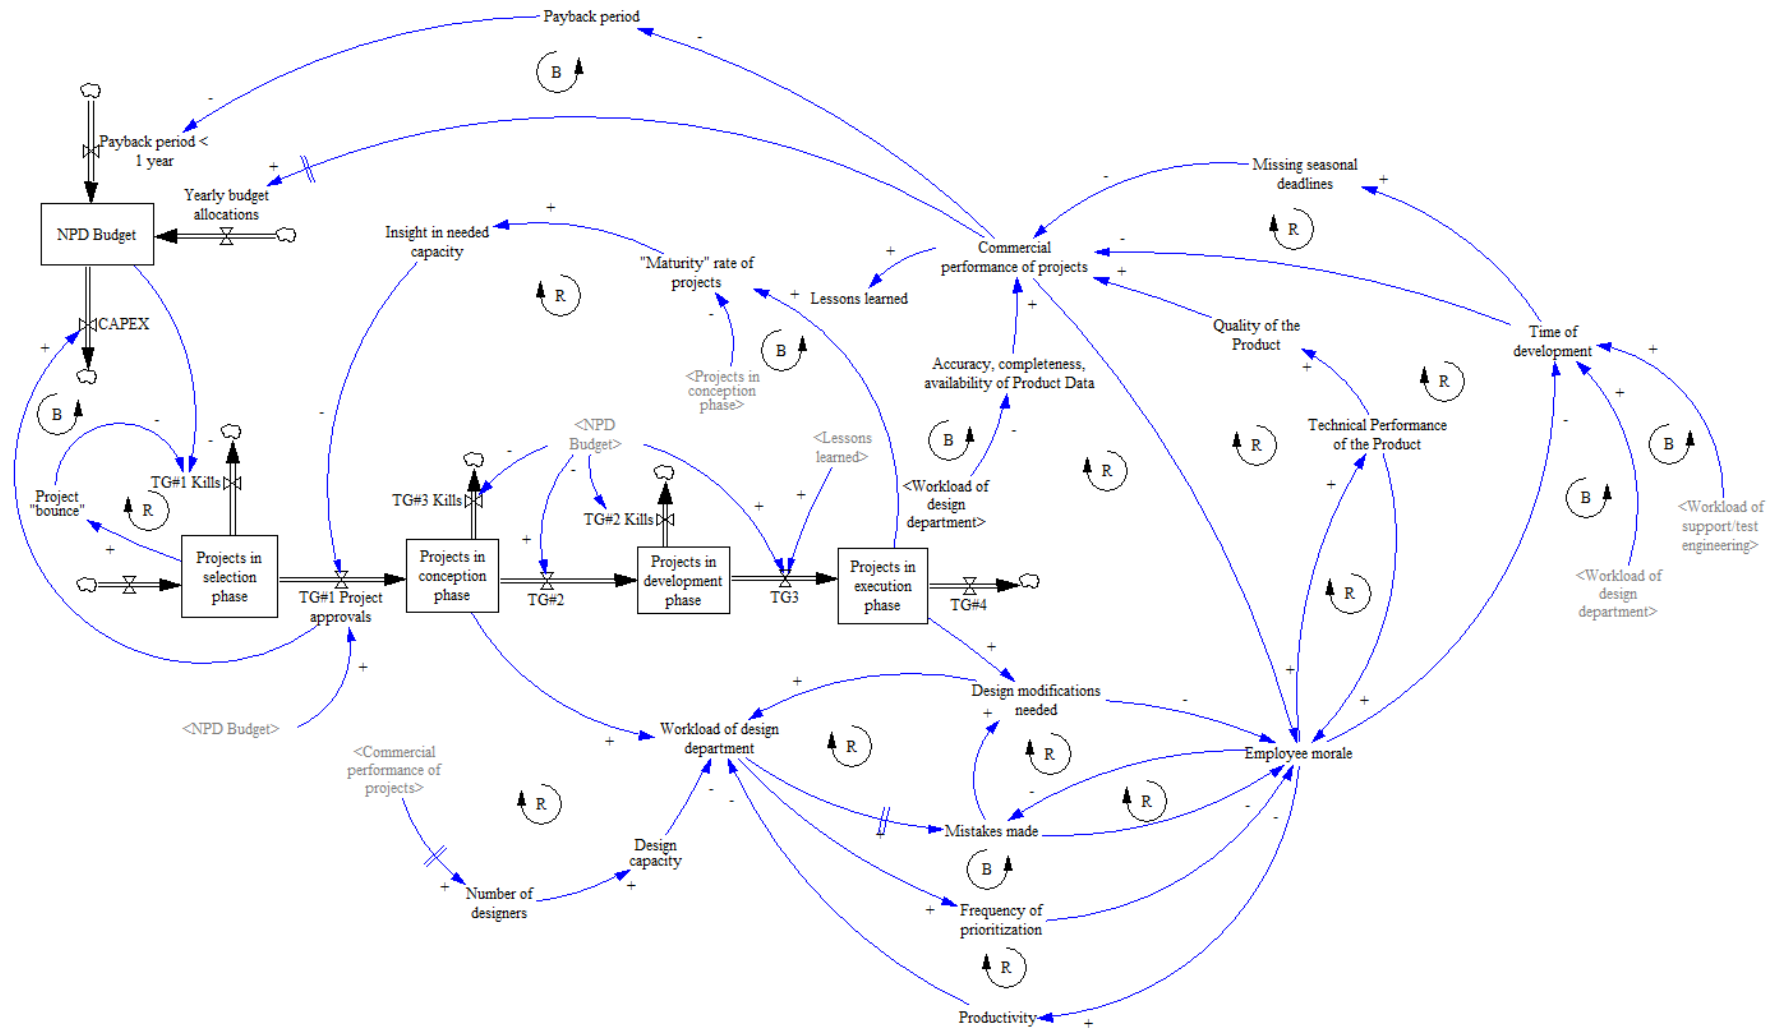 Payback period
-
B
-
Payback period <
1 year
+
Yearly budget
allocations
NPD Budget
Missing seasonal
deadlines
+
-
R
Insight in needed
capacity
+
"Maturity" rate of
projects
R
Commercial
performance of projects
-
+
+
Lessons learned
+
-
+
B
CAPEX
+
Quality of the
Product
+
Time of
development
+
+
R
Accuracy, completeness,
availability of Product Data
<Projects in
conception
phase>
B
-
-
-
<NPD
Budget>
<Lessons
learned>
B
-
<Workload of
design
department>
R
R
Technical Performance
of the Product
-
B
B
Project
"bounce"
R
TG#1 Kills
TG#3 Kills
-
-
TG#2 Kills
+
+
+
<Workload of
support/test
engineering>
+
+
Projects in
selection
phase
Projects in
conception
phase
Projects in
development
phase
Projects in
execution
phase
TG#1 Project
approvals
TG#2
TG3
TG#4
R
<Workload of
design
department>
+
<NPD Budget>
+
+
Design modifications
needed
-
+
+
+
Workload of design
department
+
R
R
Employee morale
<Commercial
performance of
projects>
R
-
-
-
R
-
-
+
Mistakes made
Design
capacity
B
+
+
Number of
designers
+
Frequency of
prioritization
R
Productivity
+